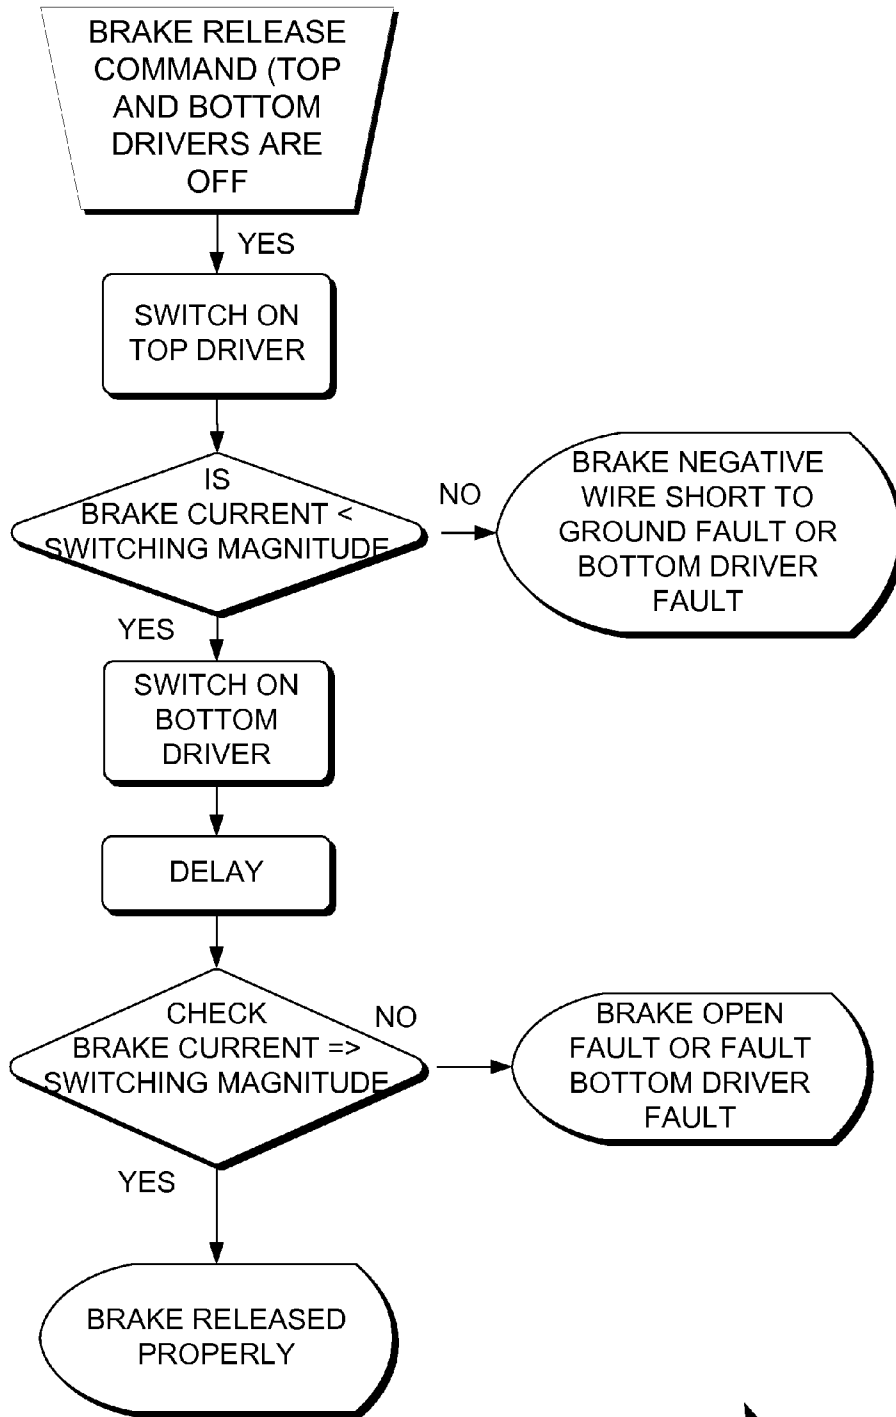 BRAKE RELEASE
COMMAND (TOP
AND BOTTOM
DRIVERS ARE
OFF
YES
SWITCH ON
TOP DRIVER
IS
BRAKE CURRENT <
SWITCHING MAGNITUDE
NO
BRAKE NEGATIVE
WIRE SHORT TO
GROUND FAULT OR
BOTTOM DRIVER
FAULT
YES
SWITCH ON
BOTTOM
DRIVER
DELAY
CHECK
BRAKE CURRENT =>
SWITCHING MAGNITUDE
NO
BRAKE OPEN
FAULT OR FAULT
BOTTOM DRIVER
FAULT
YES
BRAKE RELEASED
PROPERLY